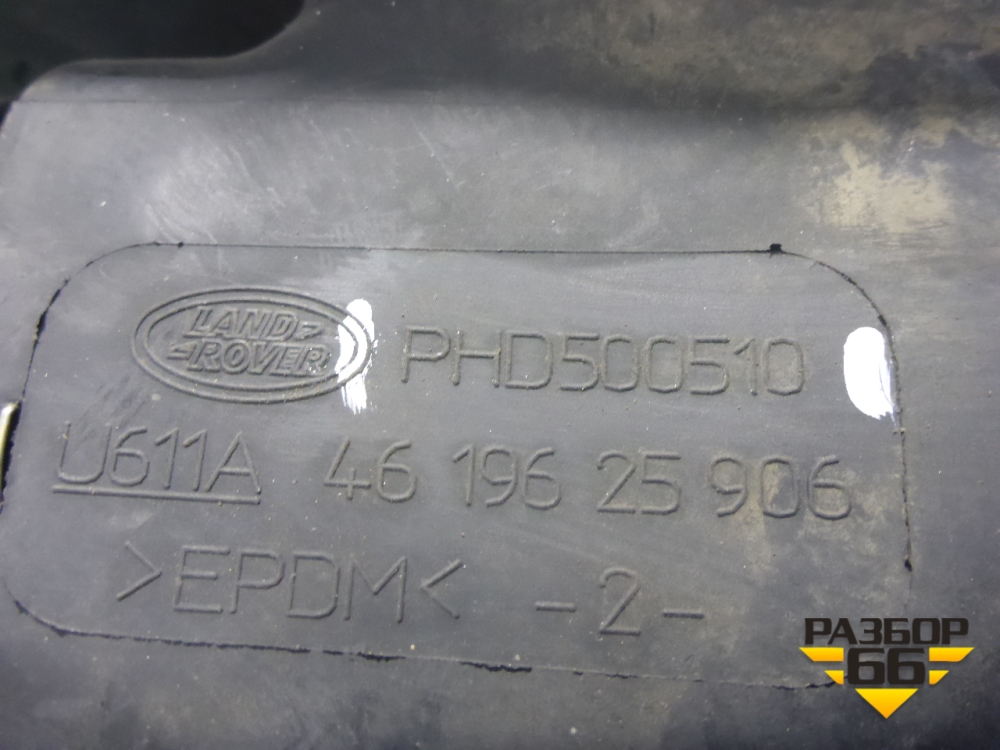 LAND
ROVER
PHD500510
U611A 46 196 25 906
>EPDM< -2-
РАЗБОР
66